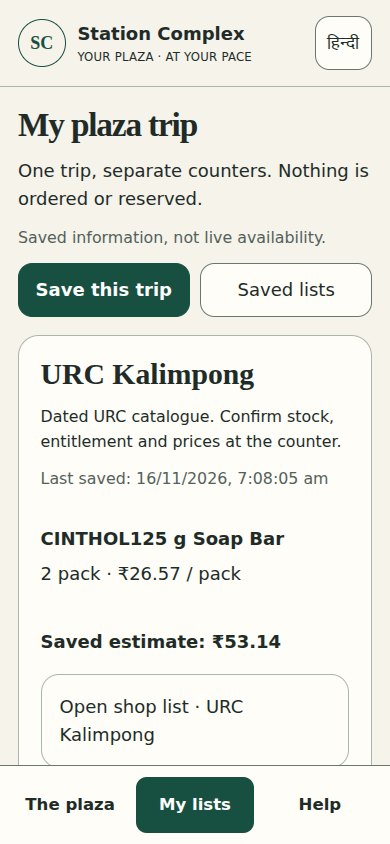 SC
Station Complex
YOUR PLAZA · AT YOUR PACE
हिन्दी
My plaza trip
One trip, separate counters. Nothing is
ordered or reserved.
Saved information, not live availability.
Save this trip
Saved lists
URC Kalimpong
Dated URC catalogue. Confirm stock,
entitlement and prices at the counter.
Last saved: 16/11/2026, 7:08:05 am
CINTHOL125 g Soap Bar
2 pack · ₹26.57 / pack
Saved estimate: ₹53.14
Open shop list · URC
Kalimpong
The plaza
My lists
Help